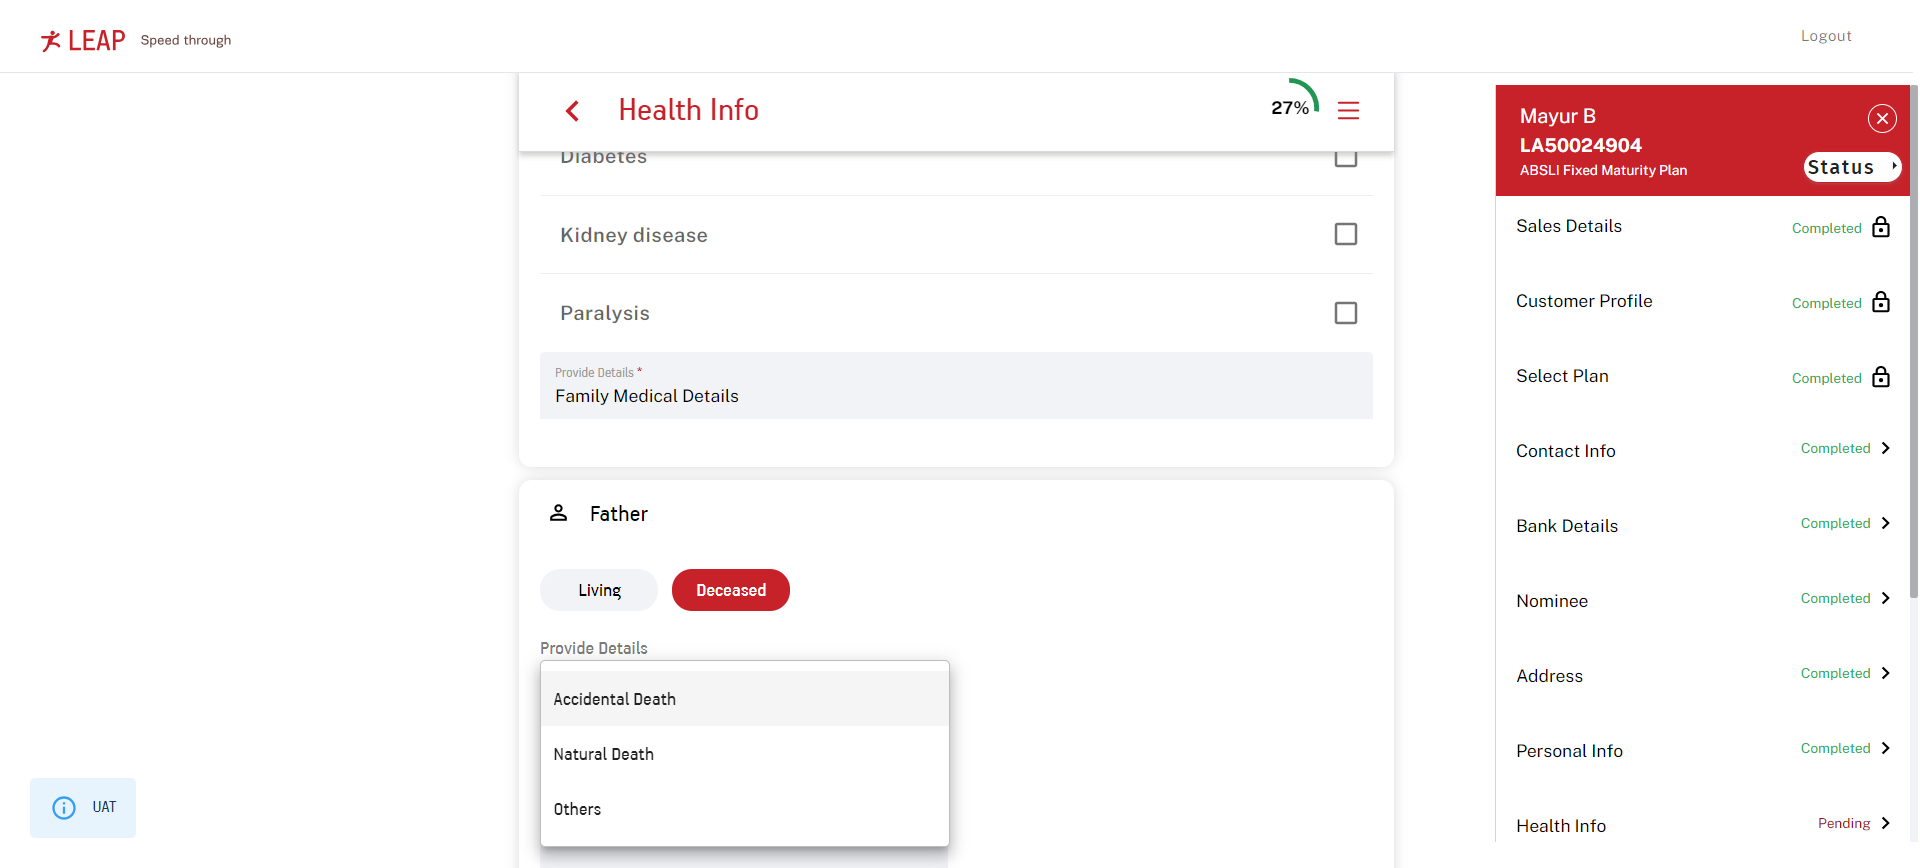 LEAP Speed through
Logout
Health Info
27%
Diabetes
Kidney disease
Paralysis
Provide Details *
Family Medical Details
Father
Living Deceased
Provide Details
Accidental Death
Natural Death
Others
UAT
Mayur B
LA50024904
ABSLI Fixed Maturity Plan
Status
Sales Details Completed
Customer Profile Completed
Select Plan Completed
Contact Info Completed
Bank Details Completed
Nominee Completed
Address Completed
Personal Info Completed
Health Info Pending